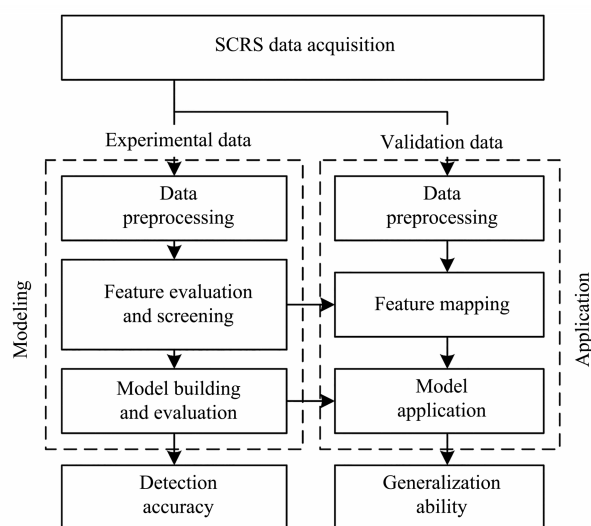 SCRS data acquisition
Experimental data
Validation data
Modeling
Data
preprocessing
Feature evaluation
and screening
Model building
and evaluation
Detection
accuracy
Data
preprocessing
Feature mapping
Model
application
Generalization
ability
Application